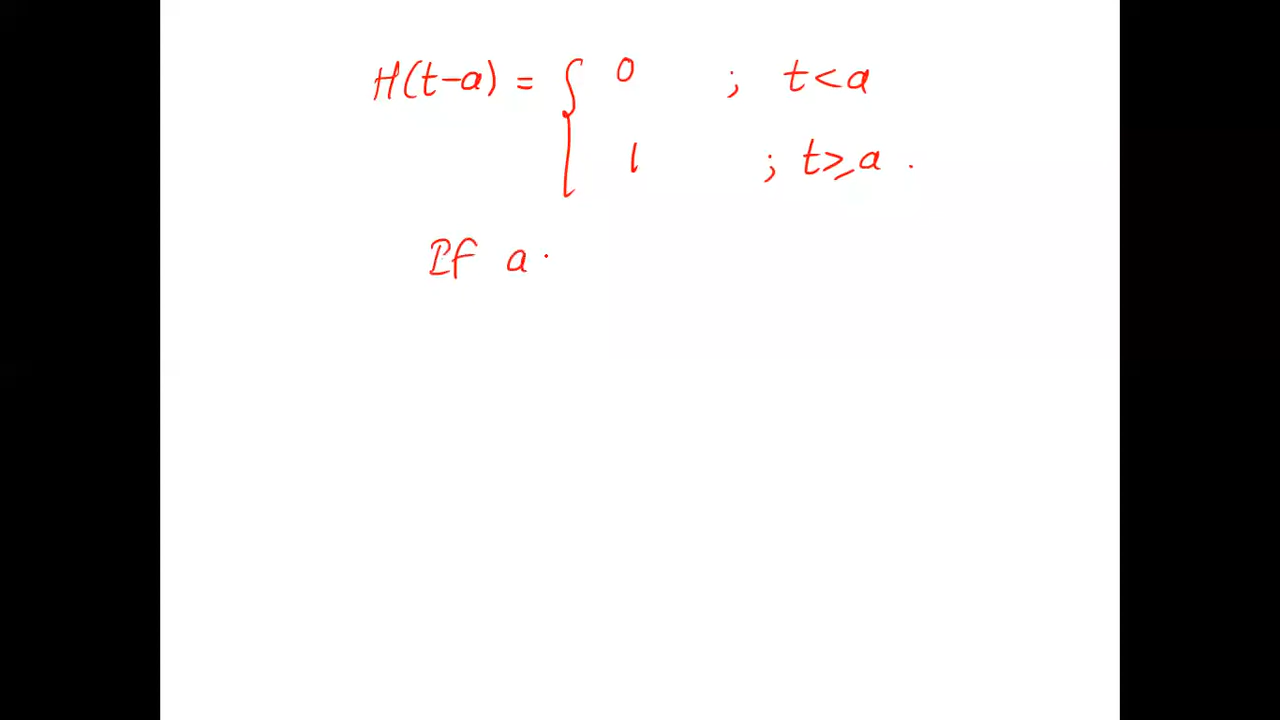 H(t-a) = { 0 ; t<a
1 ; t⩾a .
If a ·